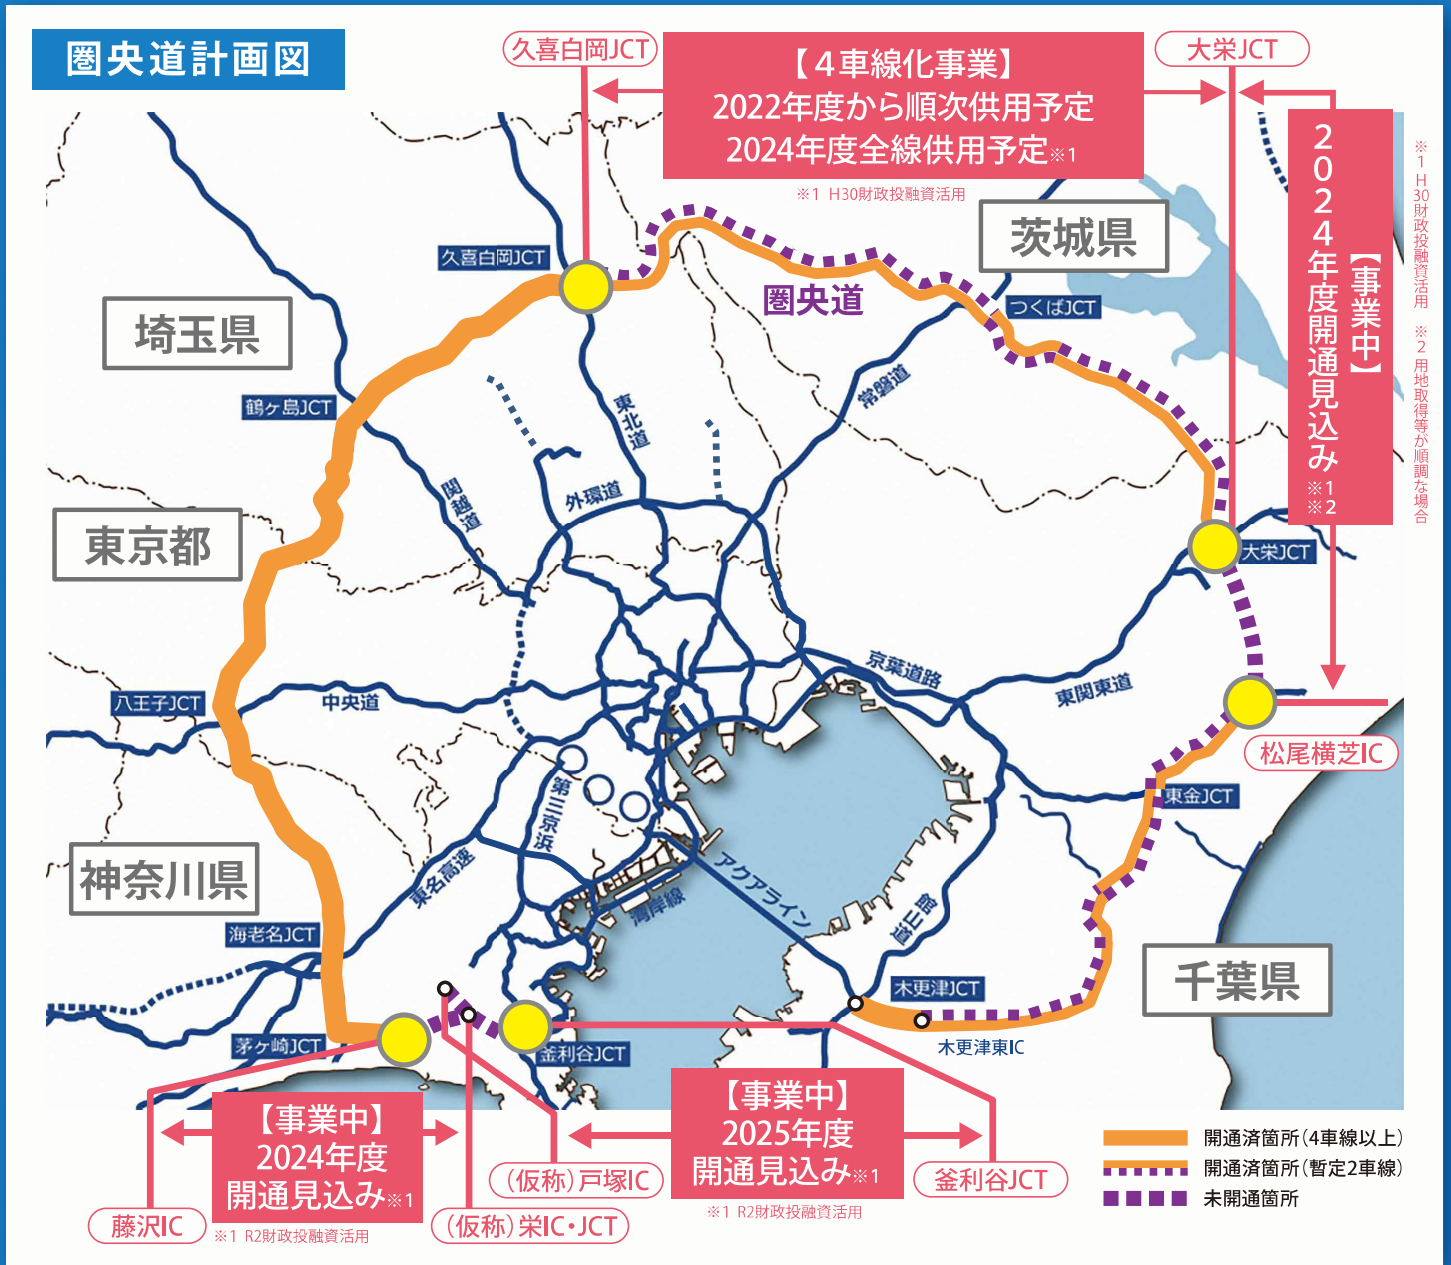 圏央道計画図
久喜白岡JCT
【4車線化事業】
2022年度から順次供用予定
2024年度全線供用予定※1
※1 H30財政投融資活用
大栄JCT
【事業中】
2024年度開通見込み※1※2
※1 H30財政投融資活用 ※2 用地取得等が順調な場合
茨城県
久喜白岡JCT
圏央道
つくばJCT
埼玉県
鶴ヶ島JCT
東北道
常磐道
関越道
外環道
東京都
大栄JCT
京葉道路
東関東道
八王子JCT
中央道
松尾横芝IC
東金JCT
第三京浜
神奈川県
東名高速
アクアライン
湾岸線
館山道
海老名JCT
千葉県
木更津JCT
茅ヶ崎JCT
釜利谷JCT
木更津東IC
【事業中】
2024年度
開通見込み※1
※1 R2財政投融資活用
【事業中】
2025年度
開通見込み※1
※1 R2財政投融資活用
藤沢IC
(仮称)栄IC・JCT
(仮称)戸塚IC
釜利谷JCT
開通済箇所(4車線以上)
開通済箇所(暫定2車線)
未開通箇所